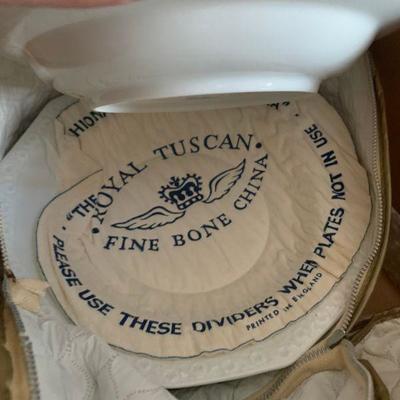 "THE
ROYAL TUSCAN
FINE BONE CHINA
PLEASE USE THESE DIVIDERS WHEN PLATES NOT IN USE
PRINTED IN ENGLAND